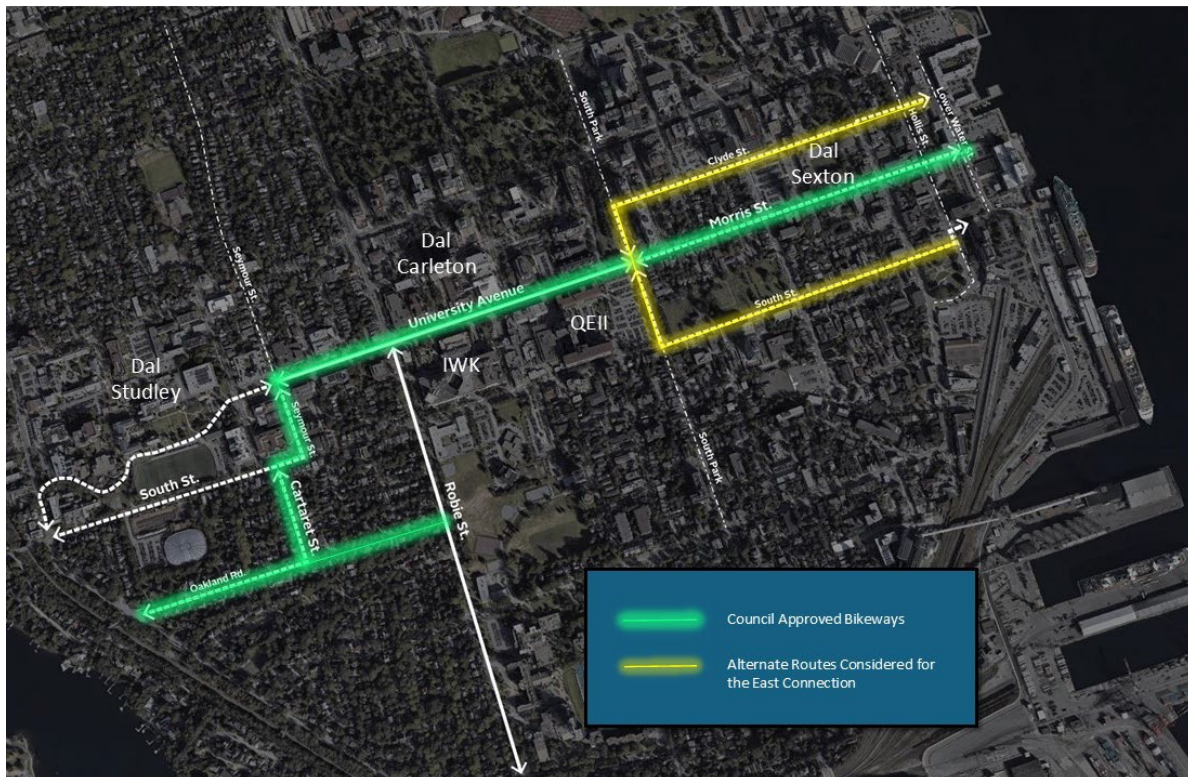 South Park
Hollis St.
Lower Water St.
Clyde St.
Dal
Sexton
Morris St.
Seymour St.
Dal
Carleton
University Avenue
South St.
QEII
IWK
Dal
Studley
Seymour St.
South St.
Cartaret St.
Robie St.
South Park
Oakland Rd.
Council Approved Bikeways
Alternate Routes Considered for
the East Connection